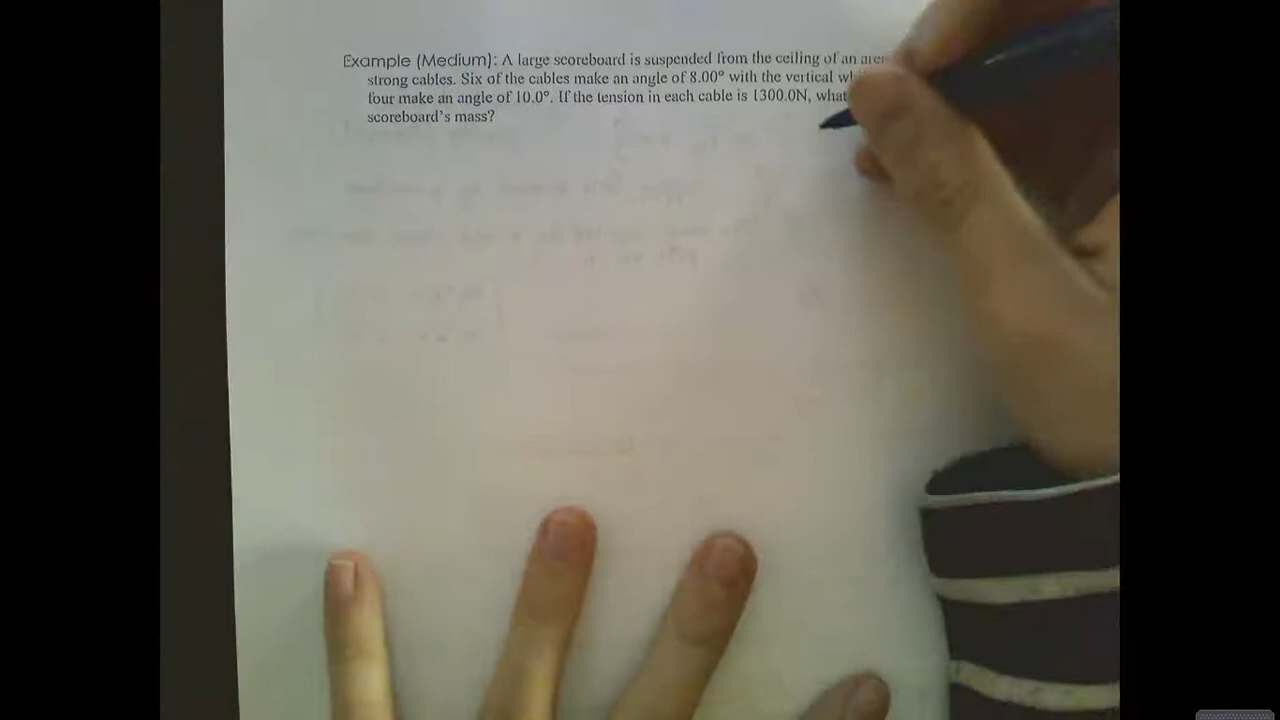 Example (Medium): A large scoreboard is suspended from the ceiling of an
strong cables. Six of the cables make an angle of 8.00° with the vertical
four make an angle of 10.0°. If the tension in each cable is 1300.0N, what
scoreboard's mass?